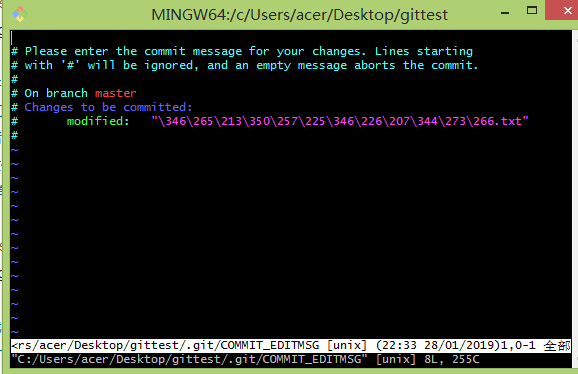 MINGW64:/c/Users/acer/Desktop/gittest
# Please enter the commit message for your changes. Lines starting
# with '#' will be ignored, and an empty message aborts the commit.
#
# On branch master
# Changes to be committed:
#       modified:   "\346\265\213\350\257\225\346\226\207\344\273\266.txt"
#
~
~
~
~
~
~
~
~
~
~
~
~
~
~
<rs/acer/Desktop/gittest/.git/COMMIT_EDITMSG [unix] (22:33 28/01/2019)1,0-1 全部
"C:/Users/acer/Desktop/gittest/.git/COMMIT_EDITMSG" [unix] 8L, 255C